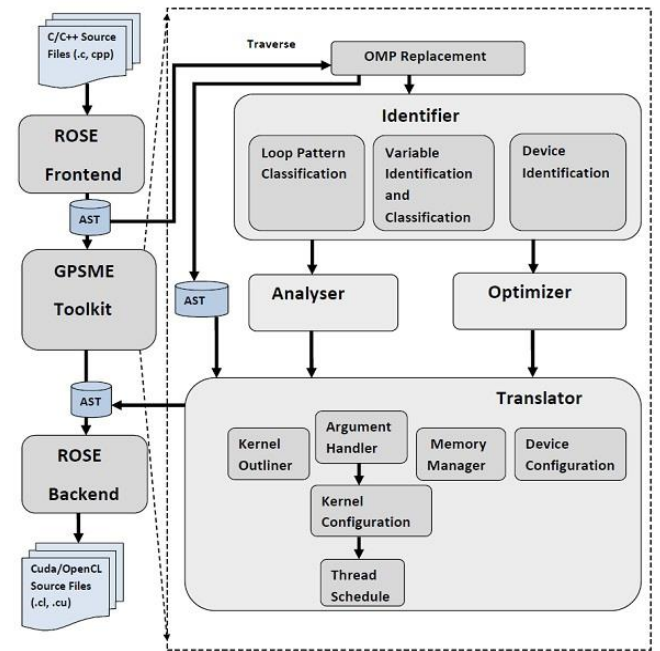 C/C++ Source
Files (.c, cpp)
ROSE
Frontend
AST
GPSME
Toolkit
AST
ROSE
Backend
Cuda/OpenCL
Source Files
(.cl, .cu)
Traverse
OMP Replacement
Identifier
Loop Pattern
Classification
Variable
Identification
and
Classification
Device
Identification
AST
Analyser
Optimizer
Translator
Kernel
Outliner
Argument
Handler
Memory
Manager
Device
Configuration
Kernel
Configuration
Thread
Schedule